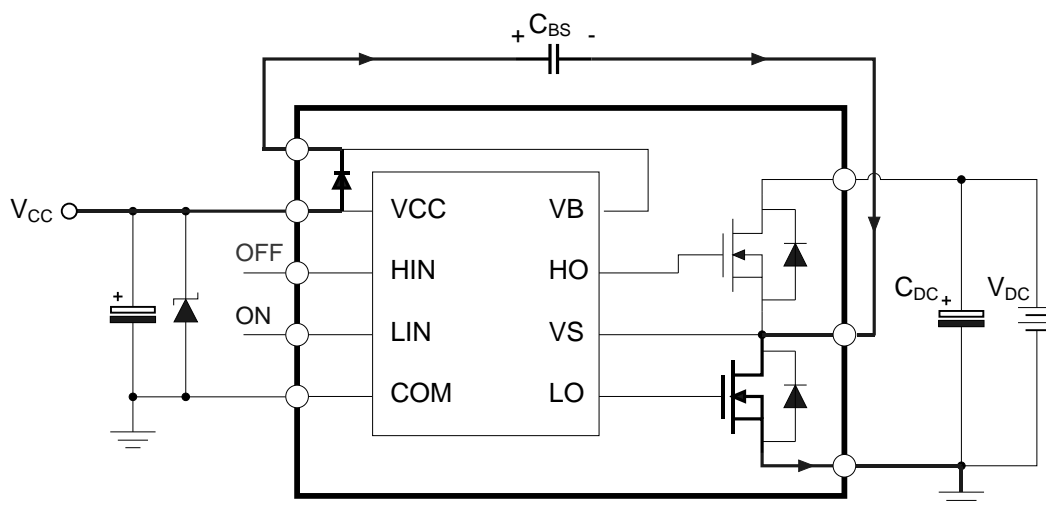 + C_BS -
V_CC
VCC VB
OFF
HIN HO
C_DC + V_DC
+
ON
LIN VS
COM LO